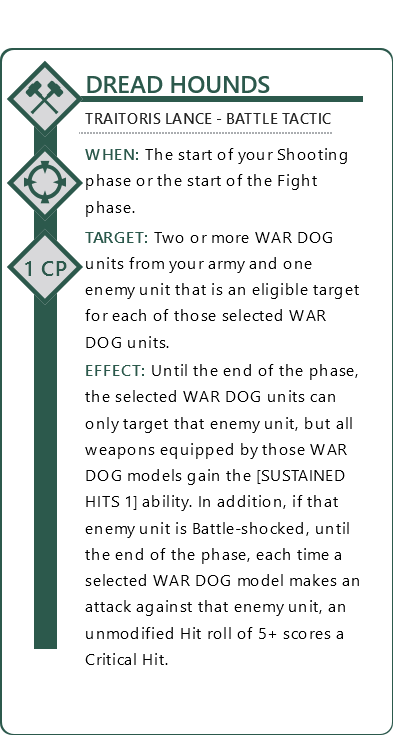 DREAD HOUNDS
TRAITORIS LANCE - BATTLE TACTIC
WHEN: The start of your Shooting
phase or the start of the Fight
phase.
1 CP
TARGET: Two or more WAR DOG
units from your army and one
enemy unit that is an eligible target
for each of those selected WAR
DOG units.
EFFECT: Until the end of the phase,
the selected WAR DOG units can
only target that enemy unit, but all
weapons equipped by those WAR
DOG models gain the [SUSTAINED
HITS 1] ability. In addition, if that
enemy unit is Battle-shocked, until
the end of the phase, each time a
selected WAR DOG model makes an
attack against that enemy unit, an
unmodified Hit roll of 5+ scores a
Critical Hit.